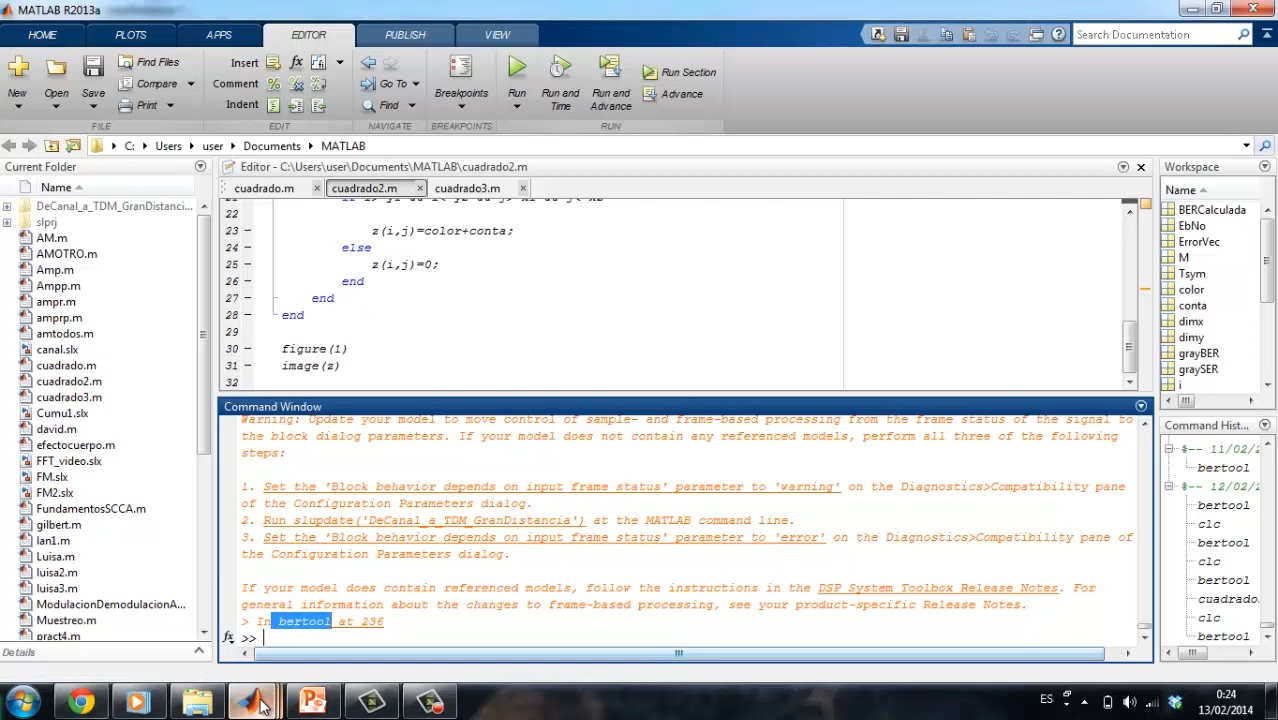 MATLAB R2013a
HOME PLOTS APPS EDITOR PUBLISH VIEW Search Documentation
New Open Save Find Files Compare Print
Insert fx Comment Indent
Go To Find
Breakpoints
Run Run and Time Run and Advance Run Section Advance
FILE EDIT NAVIGATE BREAKPOINTS RUN
C: Users user Documents MATLAB
Current Folder
Name
DeCanal_a_TDM_GranDistanci...
slprj
AM.m
AMOTRO.m
Amp.m
Ampp.m
ampr.m
amprp.m
amtodos.m
canal.slx
cuadrado.m
cuadrado2.m
cuadrado3.m
Cumu1.slx
david.m
efectocuerpo.m
FFT_video.slx
FM.slx
FM2.slx
FundamentosSCCA.m
gilbert.m
lan1.m
Luisa.m
luisa2.m
luisa3.m
ModulacionDemodulacionA...
Muestreo.m
pract4.m
Details
Editor - C:\Users\user\Documents\MATLAB\cuadrado2.m
cuadrado.m cuadrado2.m cuadrado3.m
22
23 z(i,j)=color+conta;
24 else
25 z(i,j)=0;
26 end
27 end
28 end
29
30 figure(1)
31 image(z)
32
Command Window
Warning: Update your model to move control of sample- and frame-based processing from the frame status of the signal to
the block dialog parameters. If your model does not contain any referenced models, perform all three of the following
steps:
1. Set the 'Block behavior depends on input frame status' parameter to 'warning' on the Diagnostics>Compatibility pane
of the Configuration Parameters dialog.
2. Run slupdate('DeCanal_a_TDM_GranDistancia') at the MATLAB command line.
3. Set the 'Block behavior depends on input frame status' parameter to 'error' on the Diagnostics>Compatibility pane of
the Configuration Parameters dialog.
If your model does contain referenced models, follow the instructions in the DSP System Toolbox Release Notes. For
general information about the changes to frame-based processing, see your product-specific Release Notes.
> In bertool at 236
fx >>
Workspace
Name
BERCalculada
EbNo
ErrorVec
M
Tsym
color
conta
dimx
dimy
grayBER
graySER
i
Command His...
%-- 11/02/2
bertool
%-- 12/02/2
bertool
clc
bertool
clc
bertool
cuadrado
clc
bertool
ES
0:24
13/02/2014